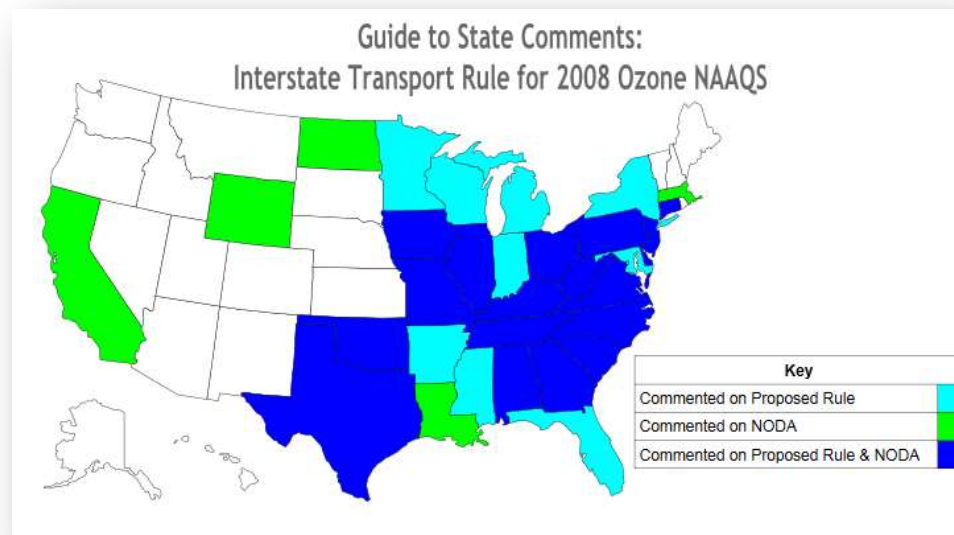 Guide to State Comments:
Interstate Transport Rule for 2008 Ozone NAAQS
Key
Commented on Proposed Rule
Commented on NODA
Commented on Proposed Rule & NODA